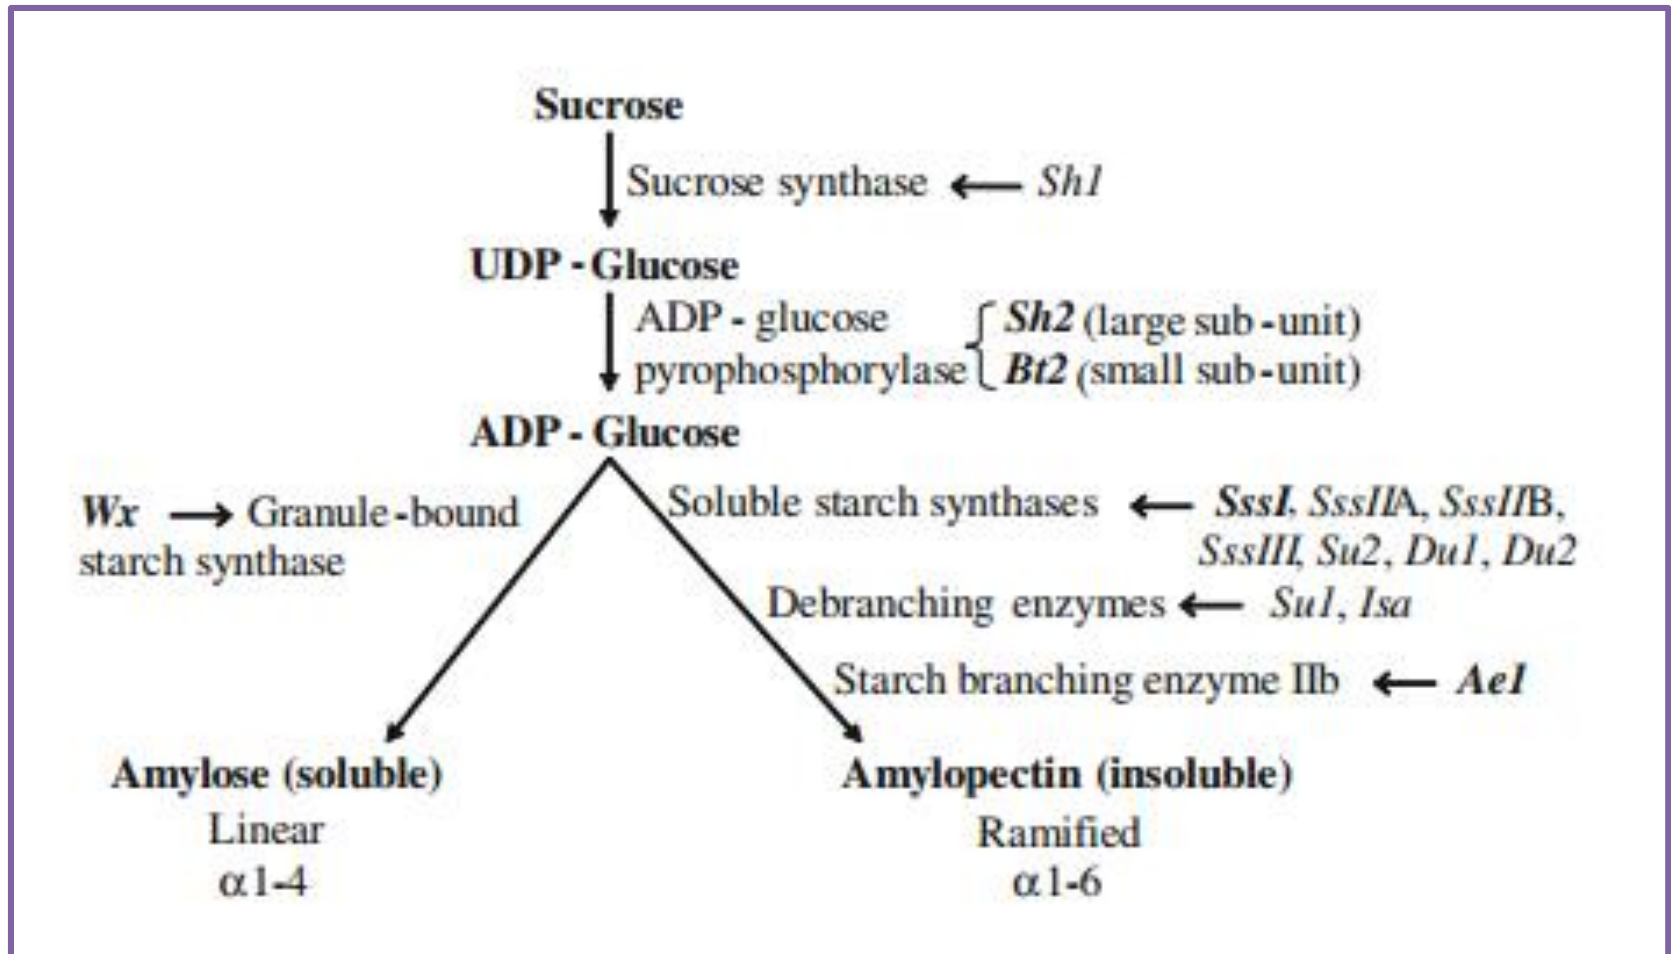 Sucrose
Sucrose synthase ← Sh1
UDP - Glucose
ADP - glucose
pyrophosphorylase
Sh2 (large sub-unit)
Bt2 (small sub-unit)
ADP - Glucose
Wx → Granule-bound
starch synthase
Soluble starch synthases ← SssI, SssIIA, SssIIB,
SssIII, Su2, Du1, Du2
Debranching enzymes ← Su1, Isa
Starch branching enzyme IIb ← Ae1
Amylose (soluble)
Linear
α1-4
Amylopectin (insoluble)
Ramified
α1-6